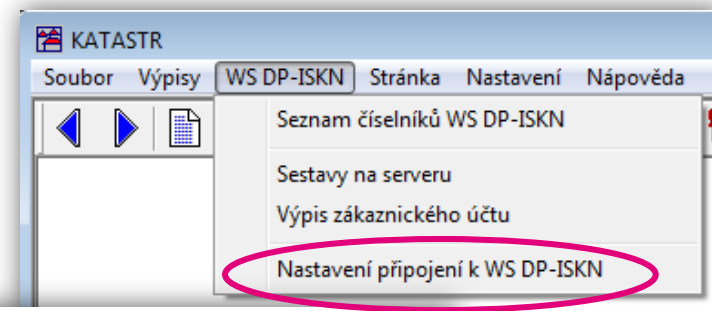 KATASTR
Soubor Výpisy WS DP-ISKN Stránka Nastavení Nápověda
Seznam číselníků WS DP-ISKN
Sestavy na serveru
Výpis zákaznického účtu
Nastavení připojení k WS DP-ISKN